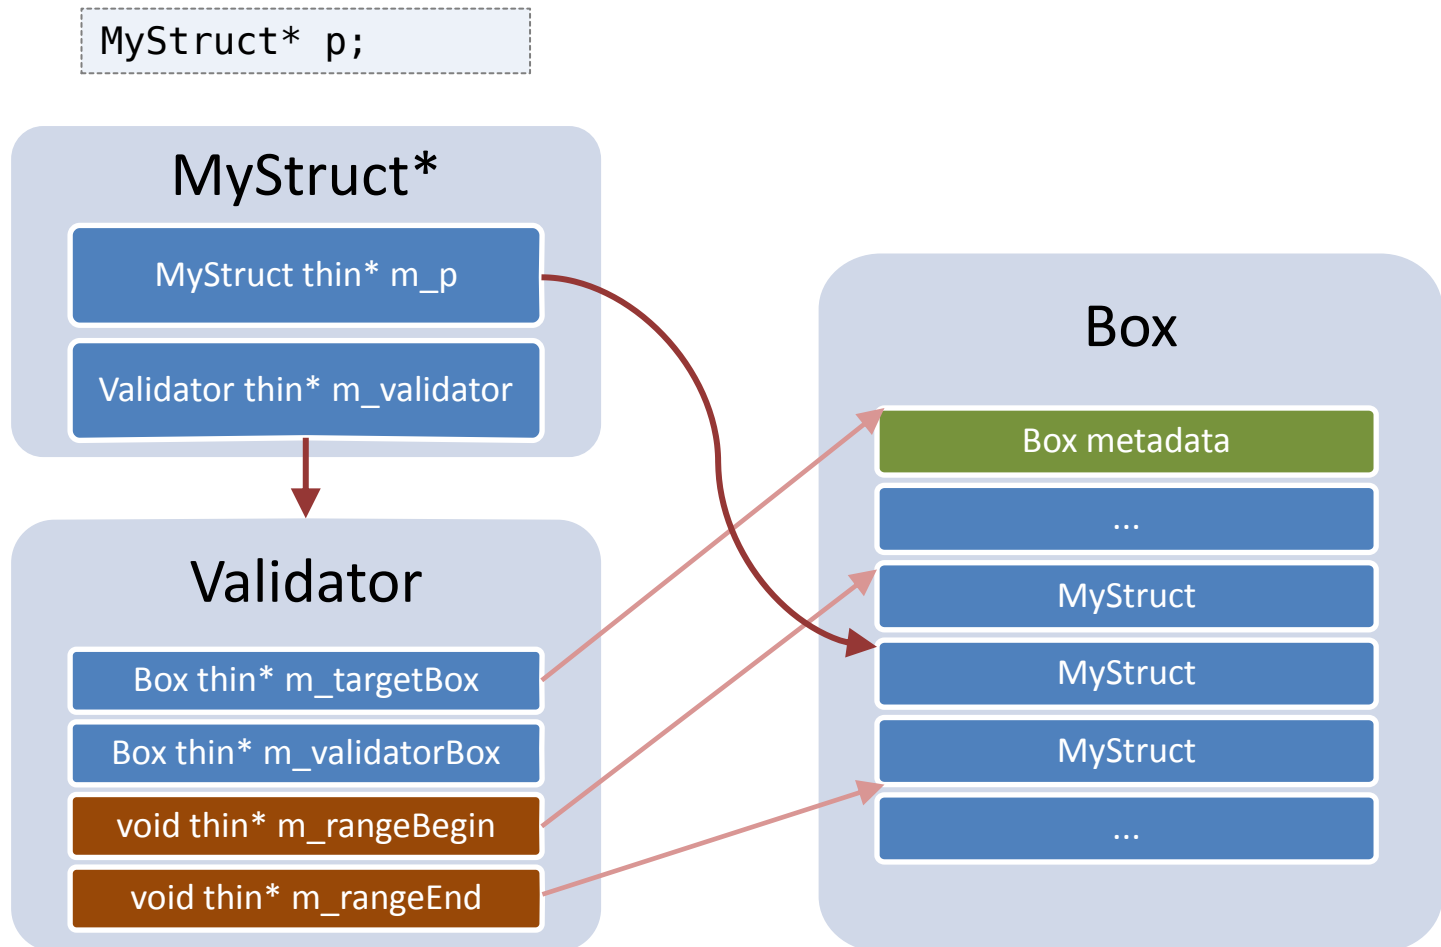 MyStruct* p;
MyStruct*
MyStruct thin* m_p
Validator thin* m_validator
Validator
Box thin* m_targetBox
Box thin* m_validatorBox
void thin* m_rangeBegin
void thin* m_rangeEnd
Box
Box metadata
...
MyStruct
MyStruct
MyStruct
...